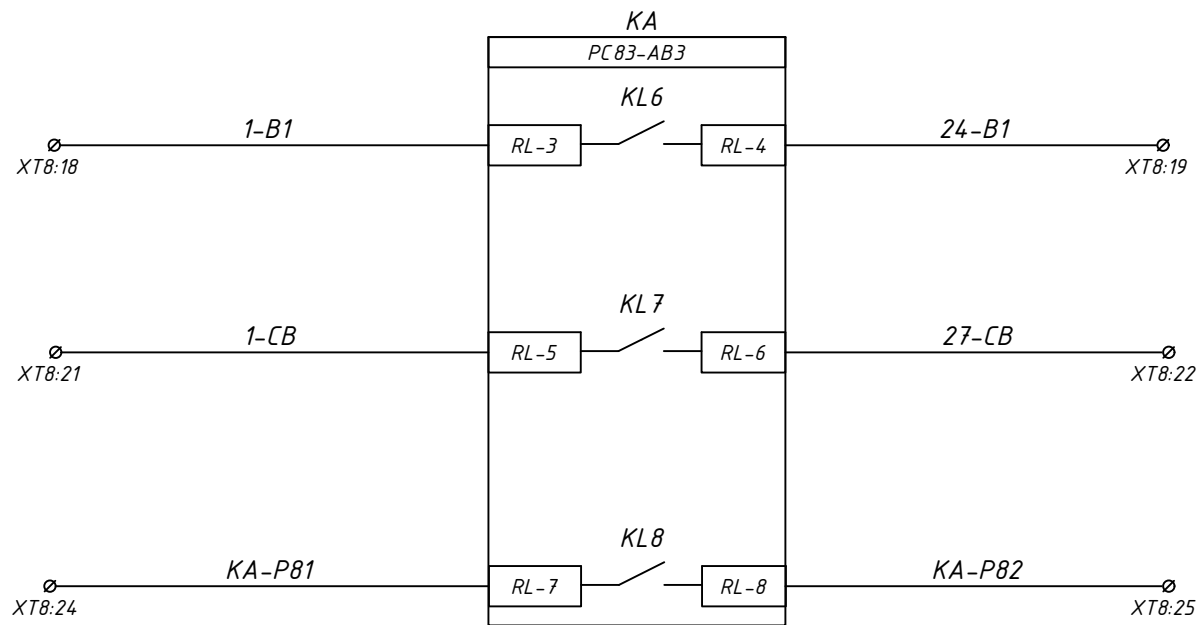 KA
РС83-АВ3
KL6
1-В1
RL-3
RL-4
24-В1
ХТ8:18
ХТ8:19
KL7
1-СВ
RL-5
RL-6
27-СВ
ХТ8:21
ХТ8:22
KL8
КА-Р81
RL-7
RL-8
КА-Р82
ХТ8:24
ХТ8:25